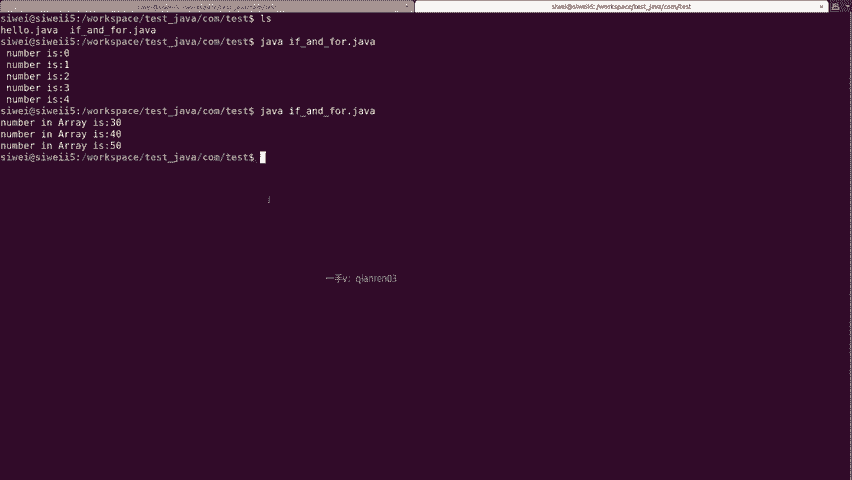 siwei@siweii5: /workspace/test_java/com/test
siwei@siweii5:/workspace/test_java/com/test$ ls
hello.java  if_and_for.java
siwei@siweii5:/workspace/test_java/com/test$ java if_and_for.java
number is:0
number is:1
number is:2
number is:3
number is:4
siwei@siweii5:/workspace/test_java/com/test$ java if_and_for.java
number in Array is:30
number in Array is:40
number in Array is:50
siwei@siweii5:/workspace/test_java/com/test$
一手v: qianren03